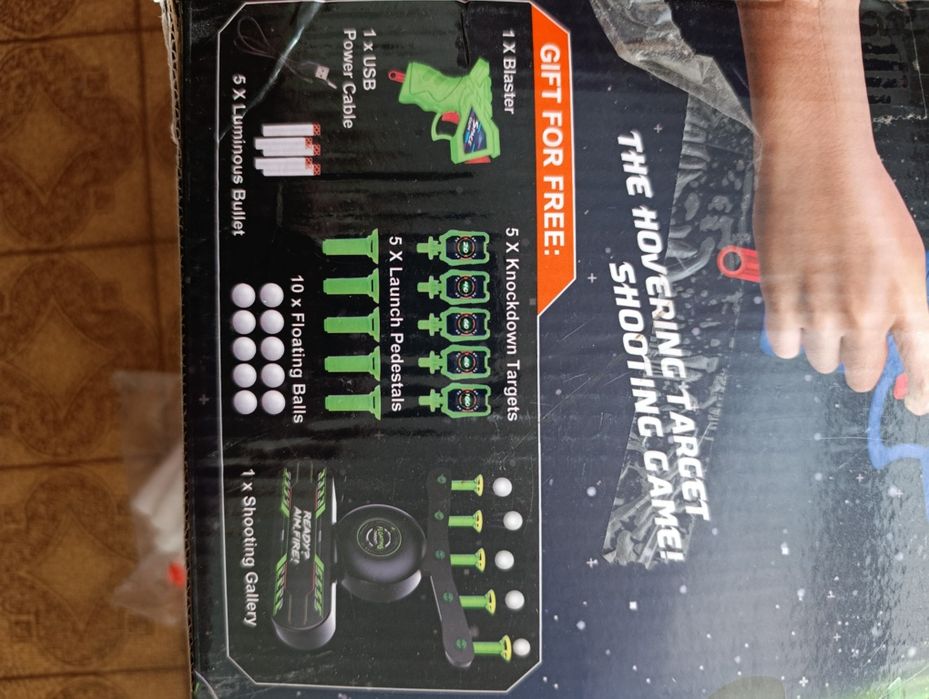 THE HOVERING TARGET
SHOOTING GAME!
GIFT FOR FREE:
1 X Blaster
5 X Knockdown Targets
1 x USB
Power Cable
5 X Launch Pedestals
5 X Luminous Bullet
10 x Floating Balls
READY?
AIM.FIRE!
1 x Shooting Gallery